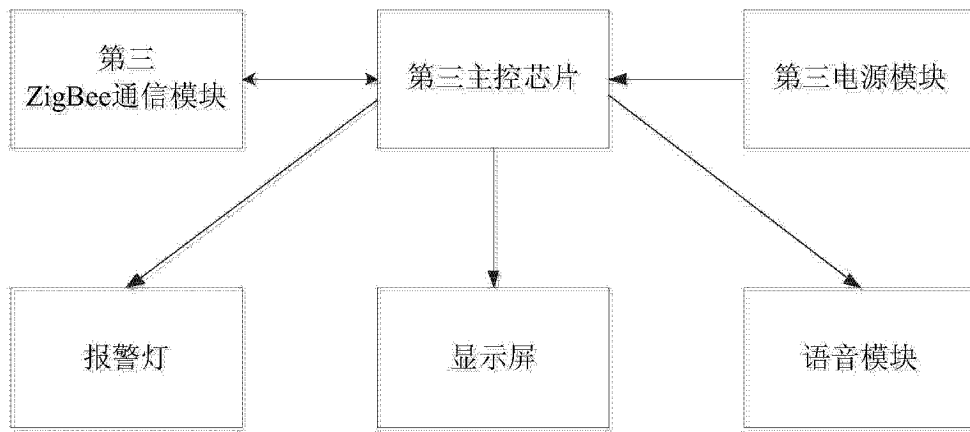 第三
ZigBee通信模块
第三主控芯片
第三电源模块
报警灯
显示屏
语音模块